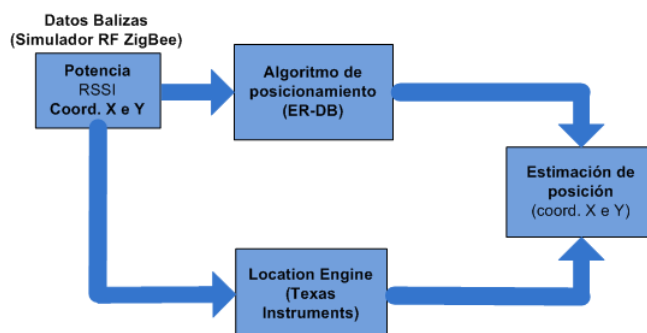 Datos Balizas
(Simulador RF ZigBee)
Potencia
RSSI
Coord. X e Y
Algoritmo de
posicionamiento
(ER-DB)
Estimación de
posición
(coord. X e Y)
Location Engine
(Texas
Instruments)